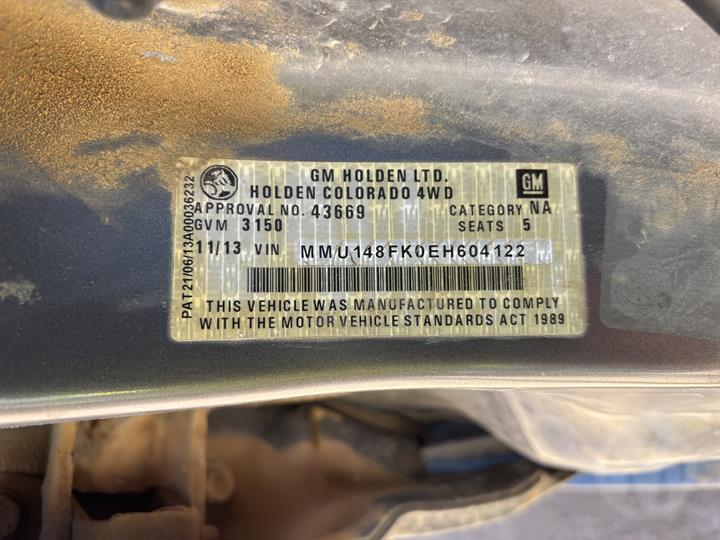 GM HOLDEN LTD.
HOLDEN COLORADO 4WD
GM
APPROVAL NO. 43669 CATEGORY NA
GVM 3150 SEATS 5
11/13 VIN MMU148FK0EH604122
THIS VEHICLE WAS MANUFACTURED TO COMPLY
WITH THE MOTOR VEHICLE STANDARDS ACT 1989
PAT21/06/13A00036232